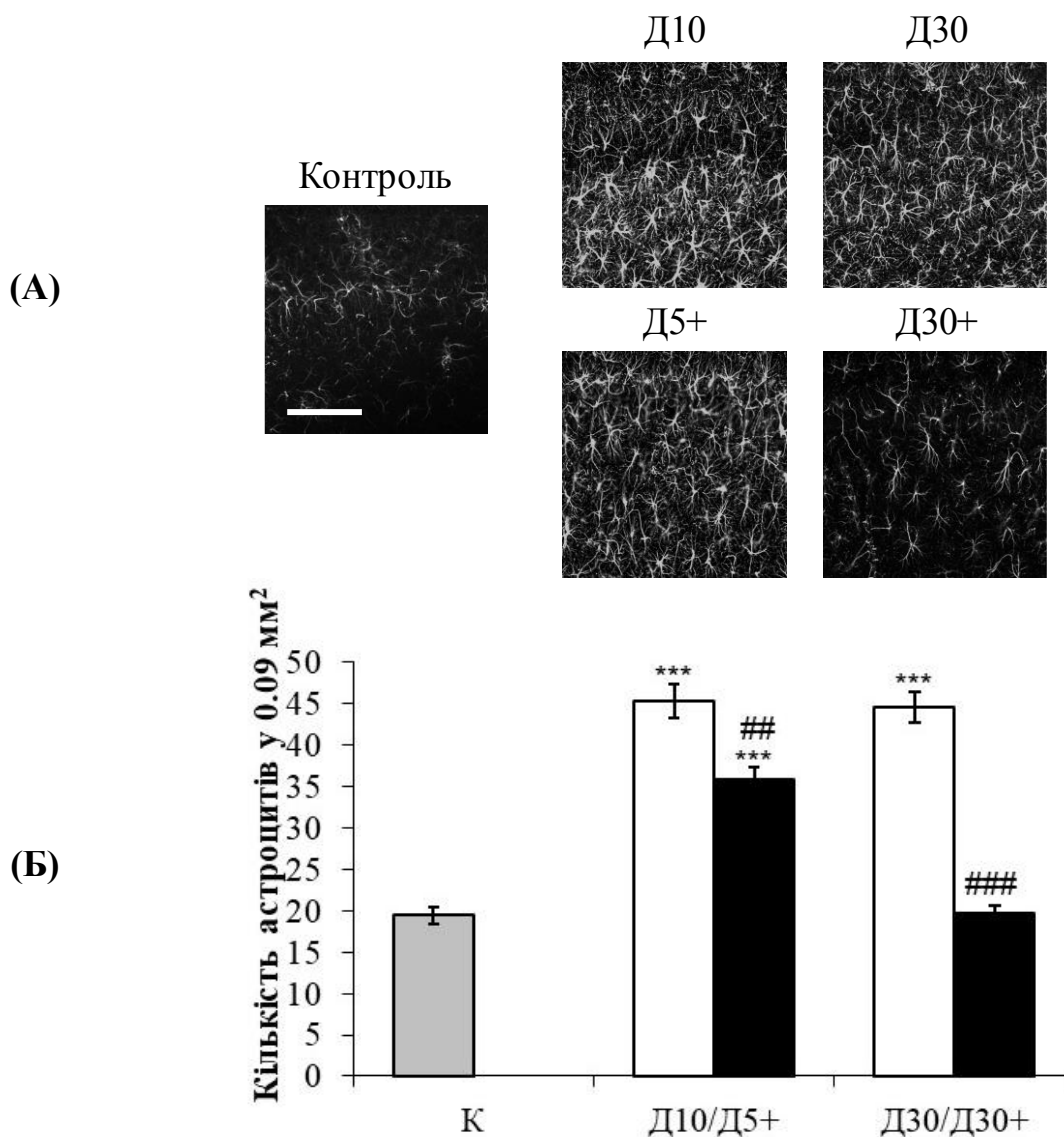 Д10 Д30
Контроль
(А)
Д5+ Д30+
Кількість астроцитів у 0.09 мм²
50
45
40
35
30
25
20
15
10
5
0
***
##
***
***
###
(Б)
К Д10/Д5+ Д30/Д30+